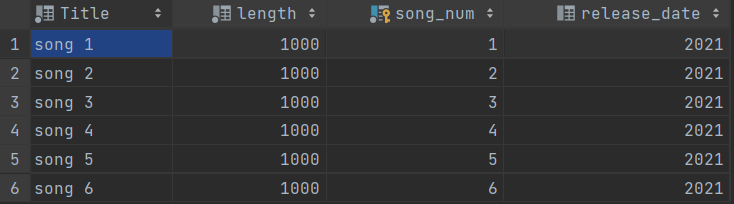 Title length song_num release_date
1 song 1 1000 1 2021
2 song 2 1000 2 2021
3 song 3 1000 3 2021
4 song 4 1000 4 2021
5 song 5 1000 5 2021
6 song 6 1000 6 2021